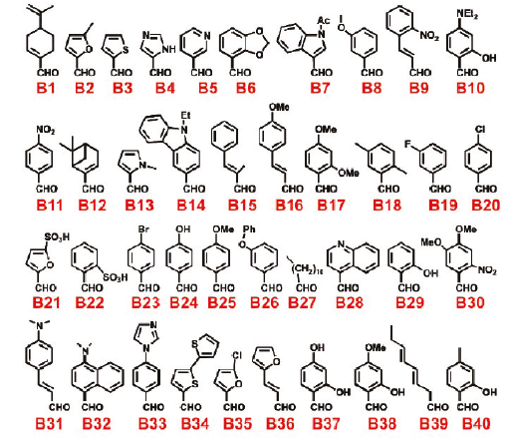 Ac NEt₂
N N O N I NO₂
O S NH O OH
CHO CHO CHO CHO CHO CHO CHO CHO CHO CHO
B1 B2 B3 B4 B5 B6 B7 B8 B9 B10
Et OMe
NO₂ N OMe Cl
N OMe F
CHO CHO CHO CHO CHO CHO CHO CHO CHO CHO
B11 B12 B13 B14 B15 B16 B17 B18 B19 B20
SO₃H Br OH OMe Ph N OMe
O SO₃H O OH MeO NO₂
CHO CHO CHO CHO CHO CHO CHO CHO CHO CHO
B21 B22 B23 B24 B25 B26 B27 B28 B29 B30
N N N S Cl O OH OMe
N S O OH OH OH
CHO CHO CHO CHO CHO CHO CHO CHO CHO CHO
B31 B32 B33 B34 B35 B36 B37 B38 B39 B40